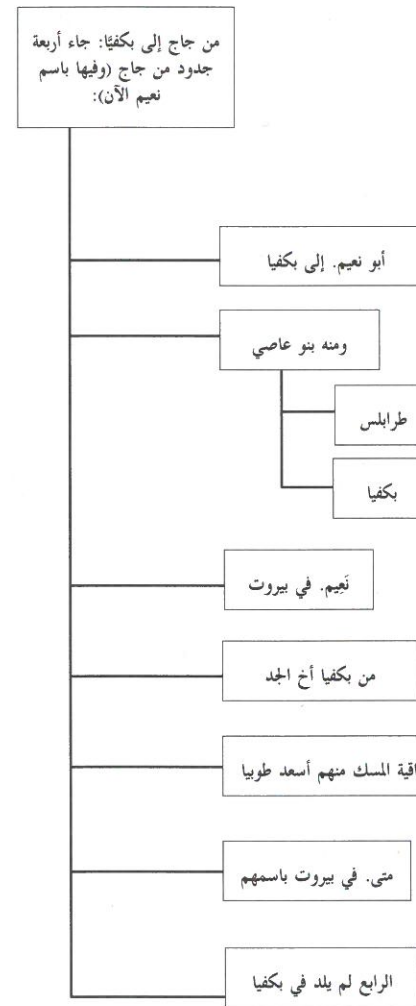 من جاج إلى بكفيَّا: جاء أربعة
جدود من جاج (وفيها باسم
نعيم الآن):
أبو نعيم. إلى بكفيا
ومنه بنو عاصي
طرابلس
بكفيا
نَعِيم. في بيروت
من بكفيا أخ الجد
المسك منهم أسعد طوبيا
متى. في بيروت باسمهم
الرابع لم يلد في بكفيا